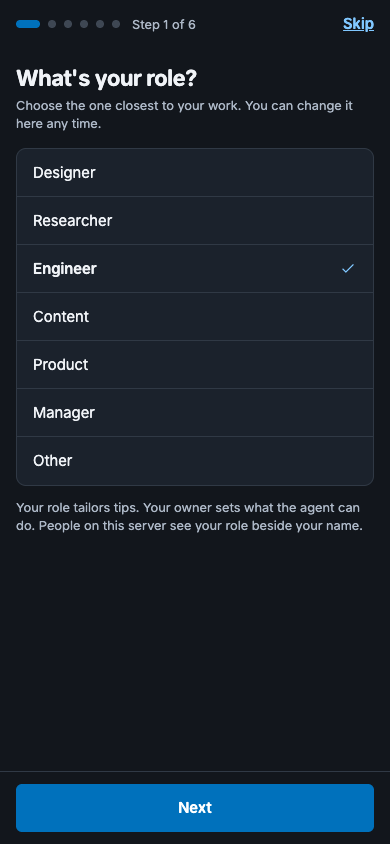 Step 1 of 6
Skip
What's your role?
Choose the one closest to your work. You can change it
here any time.
Designer
Researcher
Engineer
Content
Product
Manager
Other
Your role tailors tips. Your owner sets what the agent can
do. People on this server see your role beside your name.
Next